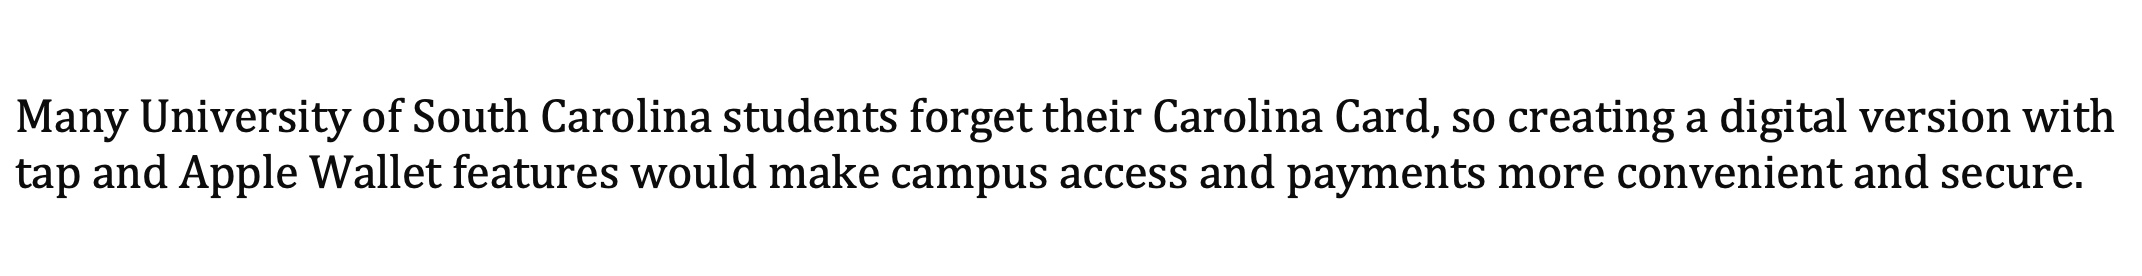 Many University of South Carolina students forget their Carolina Card, so creating a digital version with
tap and Apple Wallet features would make campus access and payments more convenient and secure.